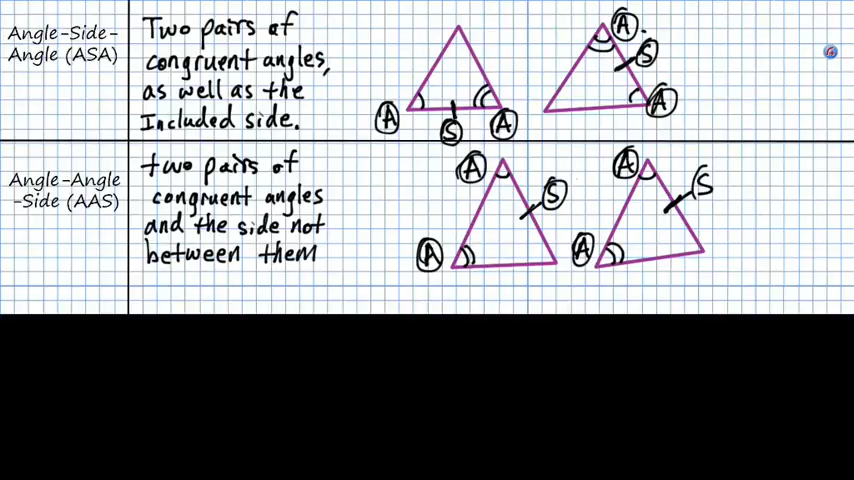 Angle-Side-
Angle (ASA)
Two pairs of
congruent angles,
as well as the
Included side.
A
S
A
A
S
A
Angle-Angle
-Side (AAS)
two pairs of
congruent angles
and the side not
between them
A
S
A
A
S
A